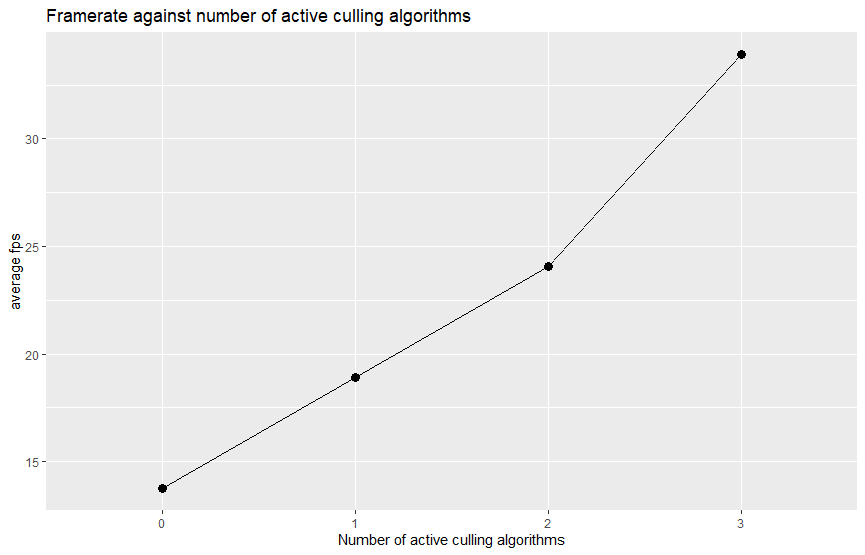 Framerate against number of active culling algorithms
average fps
30
25
20
15
0 1 2 3
Number of active culling algorithms